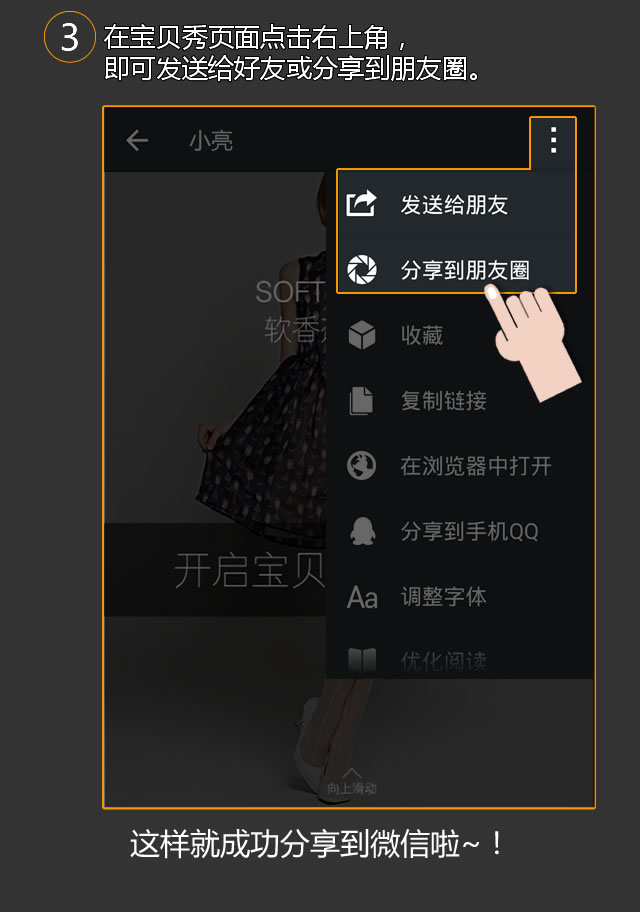 3
在宝贝秀页面点击右上角，
即可发送给好友或分享到朋友圈。
小亮
发送给朋友
分享到朋友圈
SOFT
软香
收藏
复制链接
在浏览器中打开
分享到手机QQ
开启宝贝
Aa 调整字体
优化阅读
向上滑动
这样就成功分享到微信啦~！